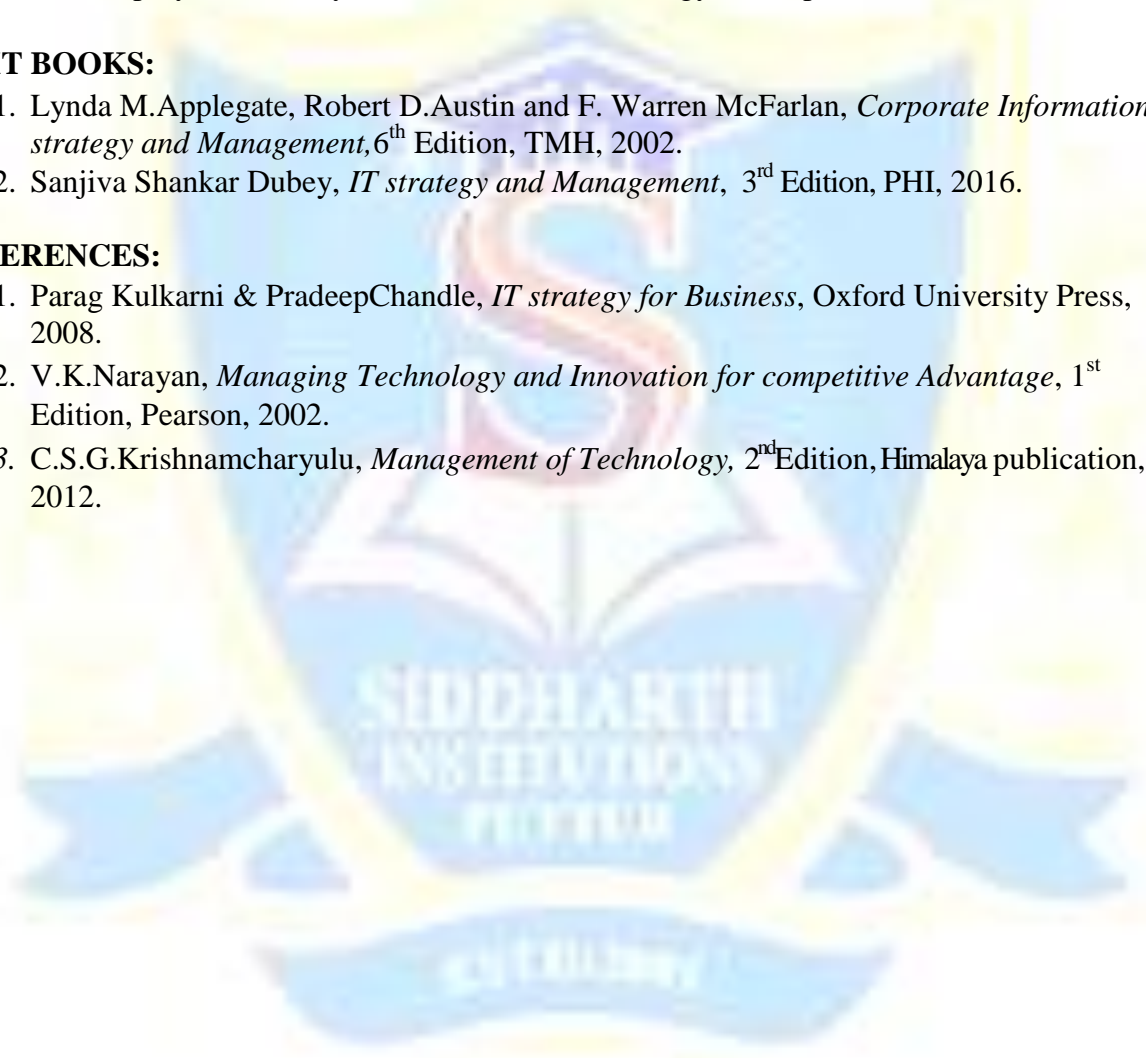 T BOOKS:
1. Lynda M.Applegate, Robert D.Austin and F. Warren McFarlan, Corporate Information
strategy and Management,6th Edition, TMH, 2002.
2. Sanjiva Shankar Dubey, IT strategy and Management, 3rd Edition, PHI, 2016.
ERENCES:
1. Parag Kulkarni & PradeepChandle, IT strategy for Business, Oxford University Press,
2008.
2. V.K.Narayan, Managing Technology and Innovation for competitive Advantage, 1st
Edition, Pearson, 2002.
3. C.S.G.Krishnamcharyulu, Management of Technology, 2ndEdition, Himalaya publication,
2012.
S
SIDDHARTH
INSTITUTIONS
PUTTUR